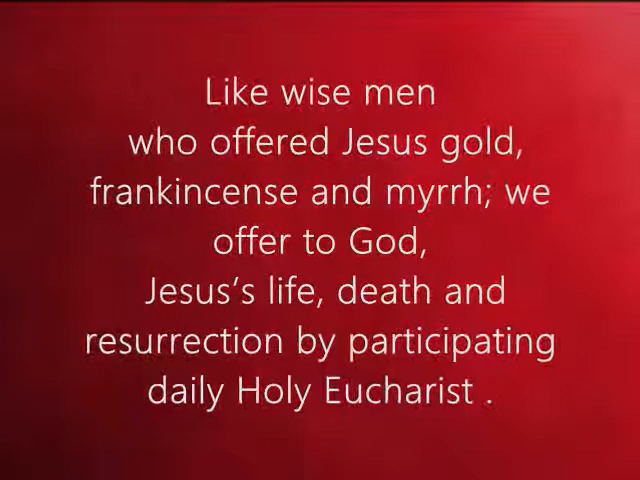 Like wise men
who offered Jesus gold,
frankincense and myrrh; we
offer to God,
Jesus’s life, death and
resurrection by participating
daily Holy Eucharist .